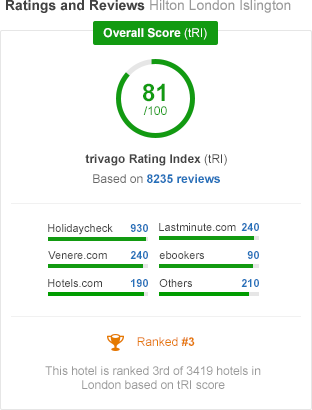 Ratings and Reviews Hilton London Islington
Overall Score (tRI)
81
/100
trivago Rating Index (tRI)
Based on 8235 reviews
Holidaycheck 930 Lastminute.com 240
Venere.com 240 ebookers 90
Hotels.com 190 Others 210
Ranked #3
This hotel is ranked 3rd of 3419 hotels in
London based on tRI score